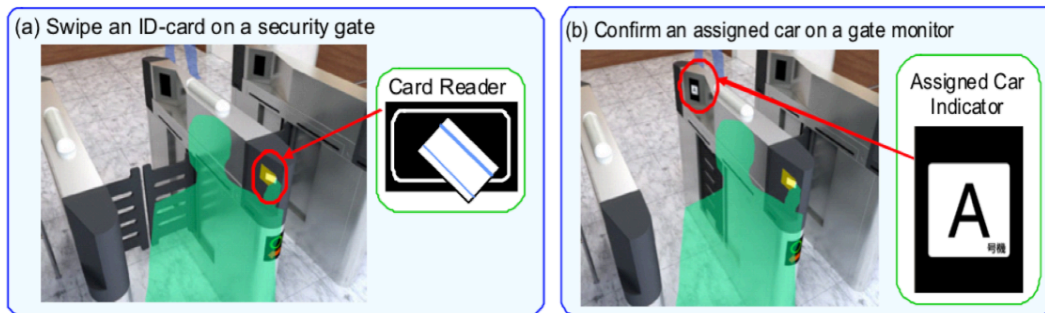 (a) Swipe an ID-card on a security gate
Card Reader
(b) Confirm an assigned car on a gate monitor
Assigned Car
Indicator
A
号機